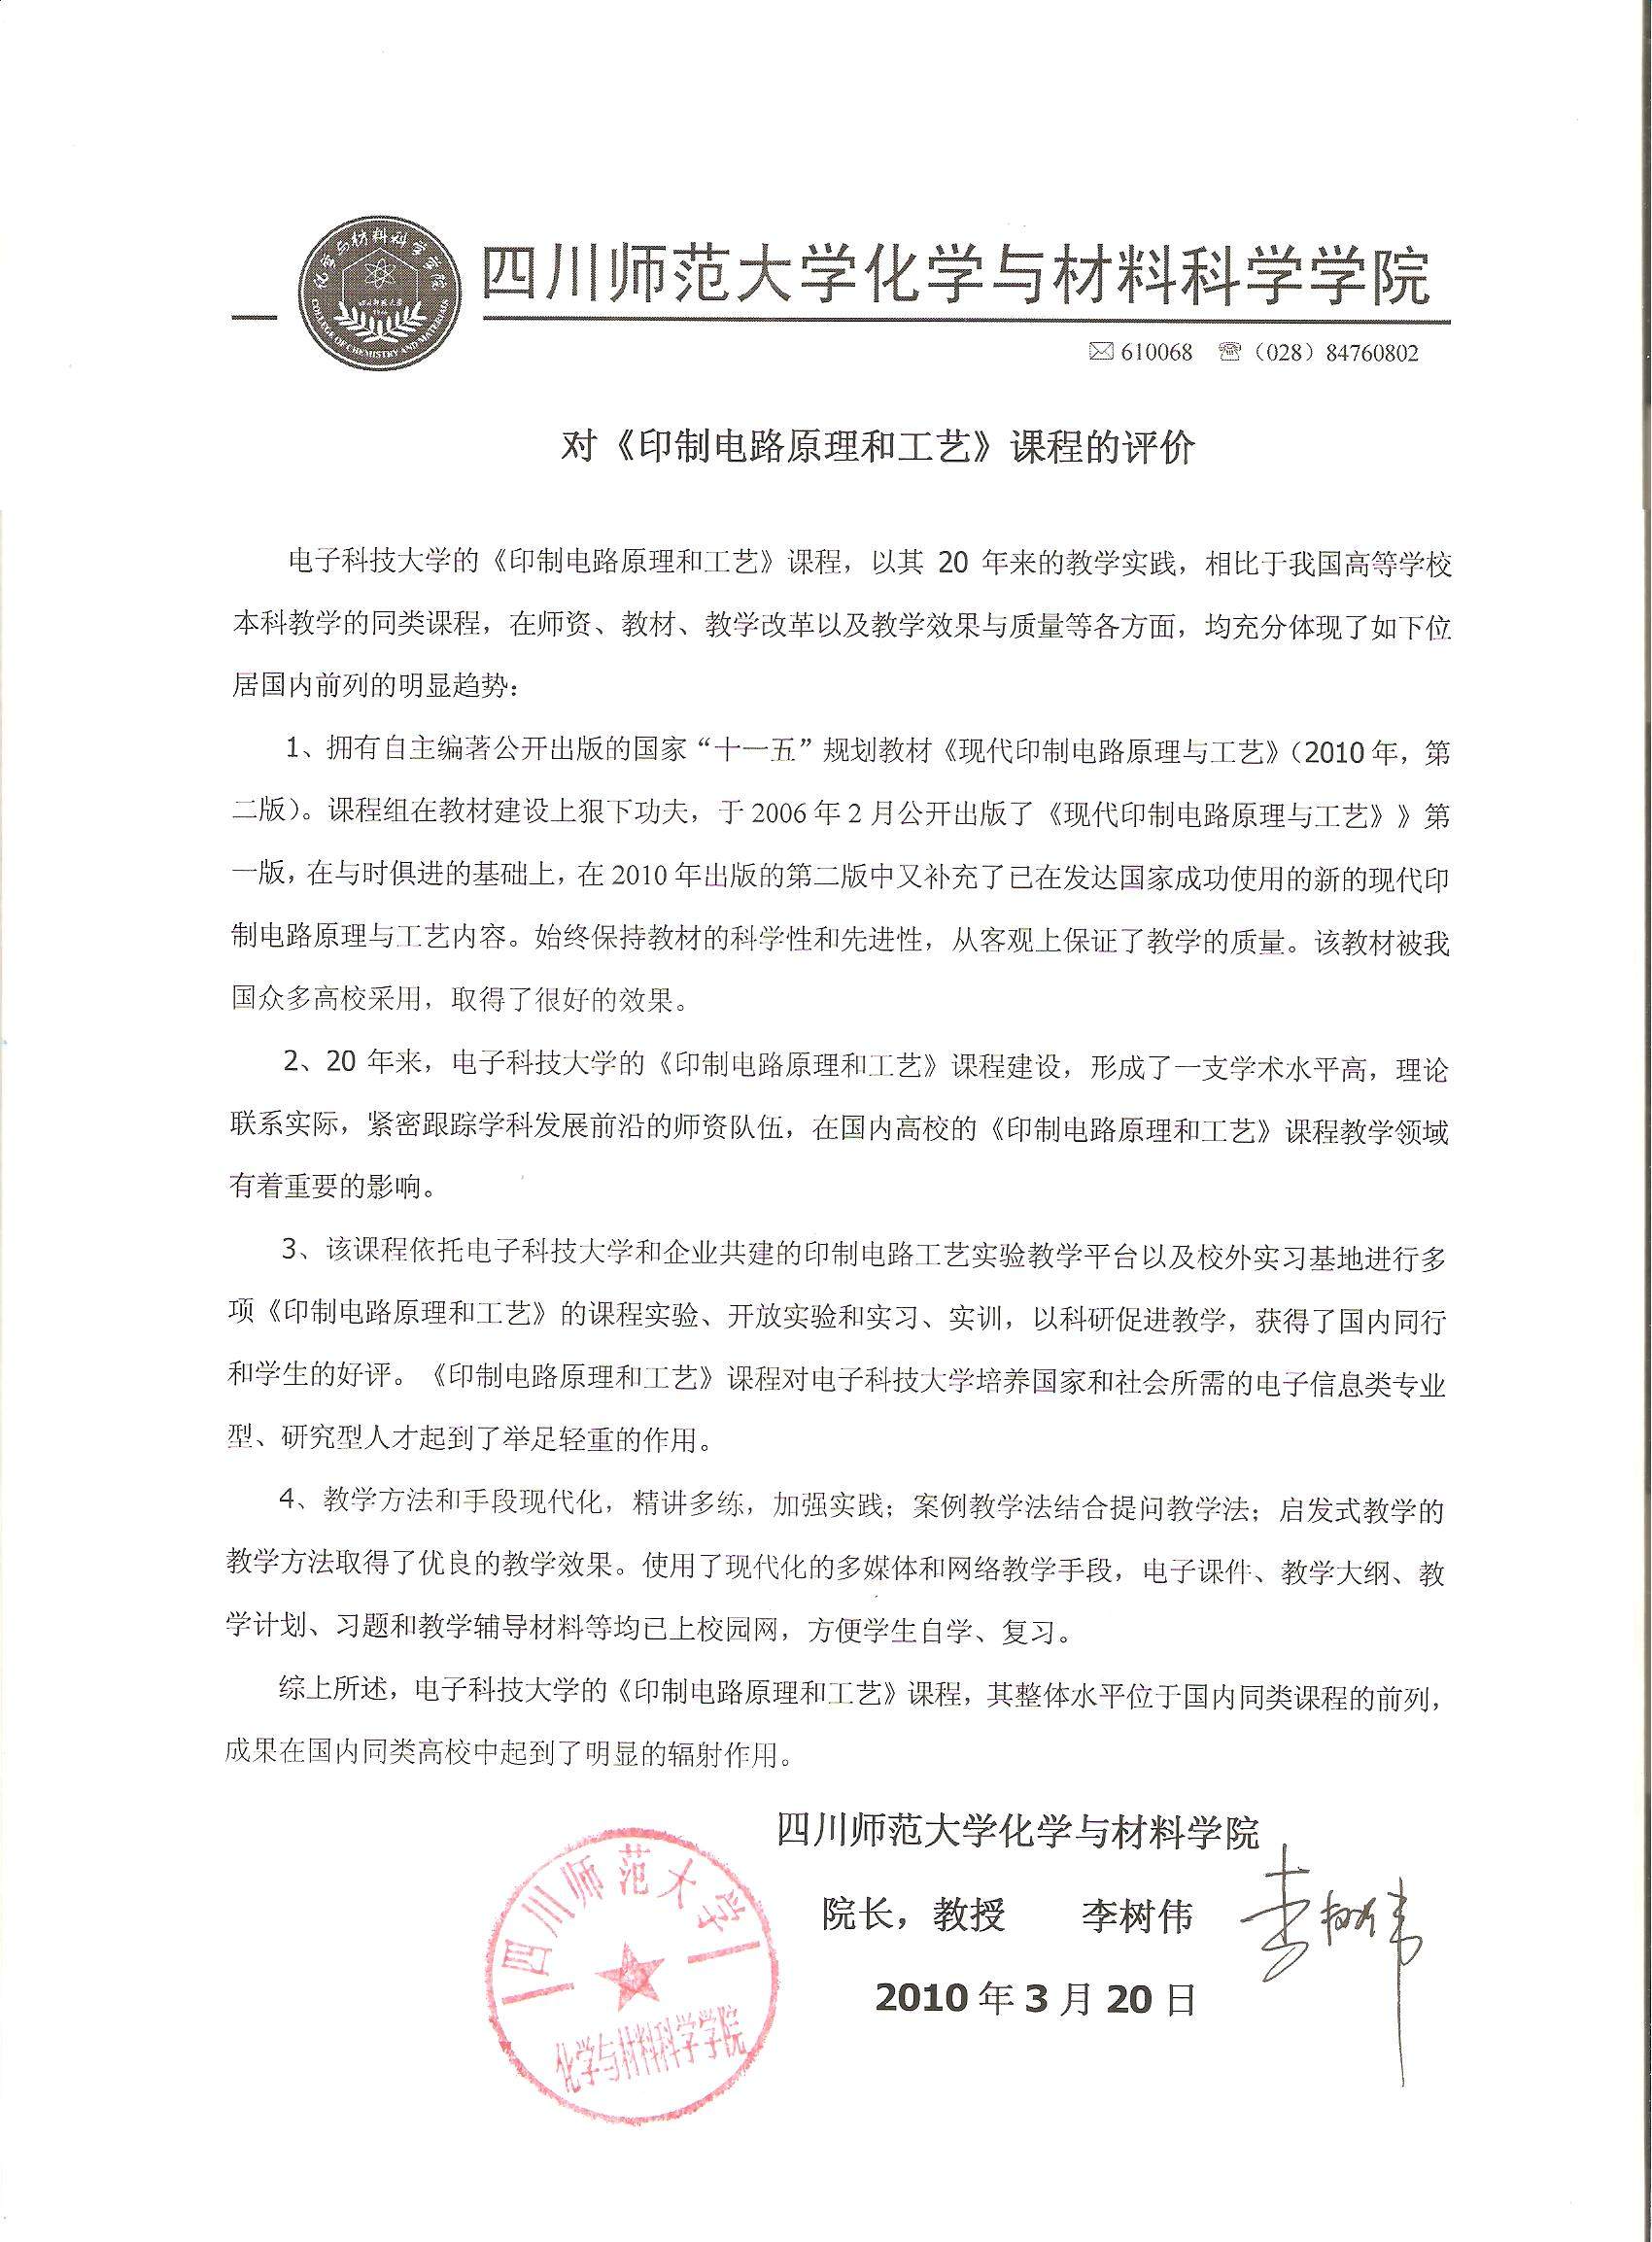 化学与材料科学学院
四川师范大学
COLLEGE OF CHEMISTRY AND MATERIALS
四川师范大学化学与材料科学学院
610068 （028）84760802
对《印制电路原理和工艺》课程的评价
电子科技大学的《印制电路原理和工艺》课程，以其 20 年来的教学实践，相比于我国高等学校
本科教学的同类课程，在师资、教材、教学改革以及教学效果与质量等各方面，均充分体现了如下位
居国内前列的明显趋势：
1、拥有自主编著公开出版的国家“十一五”规划教材《现代印制电路原理与工艺》（2010 年，第
二版）。课程组在教材建设上狠下功夫，于 2006 年 2 月公开出版了《现代印制电路原理与工艺》》第
一版，在与时俱进的基础上，在 2010 年出版的第二版中又补充了已在发达国家成功使用的新的现代印
制电路原理与工艺内容。始终保持教材的科学性和先进性，从客观上保证了教学的质量。该教材被我
国众多高校采用，取得了很好的效果。
2、20 年来，电子科技大学的《印制电路原理和工艺》课程建设，形成了一支学术水平高，理论
联系实际，紧密跟踪学科发展前沿的师资队伍，在国内高校的《印制电路原理和工艺》课程教学领域
有着重要的影响。
3、该课程依托电子科技大学和企业共建的印制电路工艺实验教学平台以及校外实习基地进行多
项《印制电路原理和工艺》的课程实验、开放实验和实习、实训，以科研促进教学，获得了国内同行
和学生的好评。《印制电路原理和工艺》课程对电子科技大学培养国家和社会所需的电子信息类专业
型、研究型人才起到了举足轻重的作用。
4、教学方法和手段现代化，精讲多练，加强实践；案例教学法结合提问教学法；启发式教学的
教学方法取得了优良的教学效果。使用了现代化的多媒体和网络教学手段，电子课件、教学大纲、教
学计划、习题和教学辅导材料等均已上校园网，方便学生自学、复习。
综上所述，电子科技大学的《印制电路原理和工艺》课程，其整体水平位于国内同类课程的前列，
成果在国内同类高校中起到了明显的辐射作用。
四川师范大学化学与材料学院
院长，教授 李树伟 李树伟
2010 年 3 月 20 日
四川师范大学
化学与材料科学学院